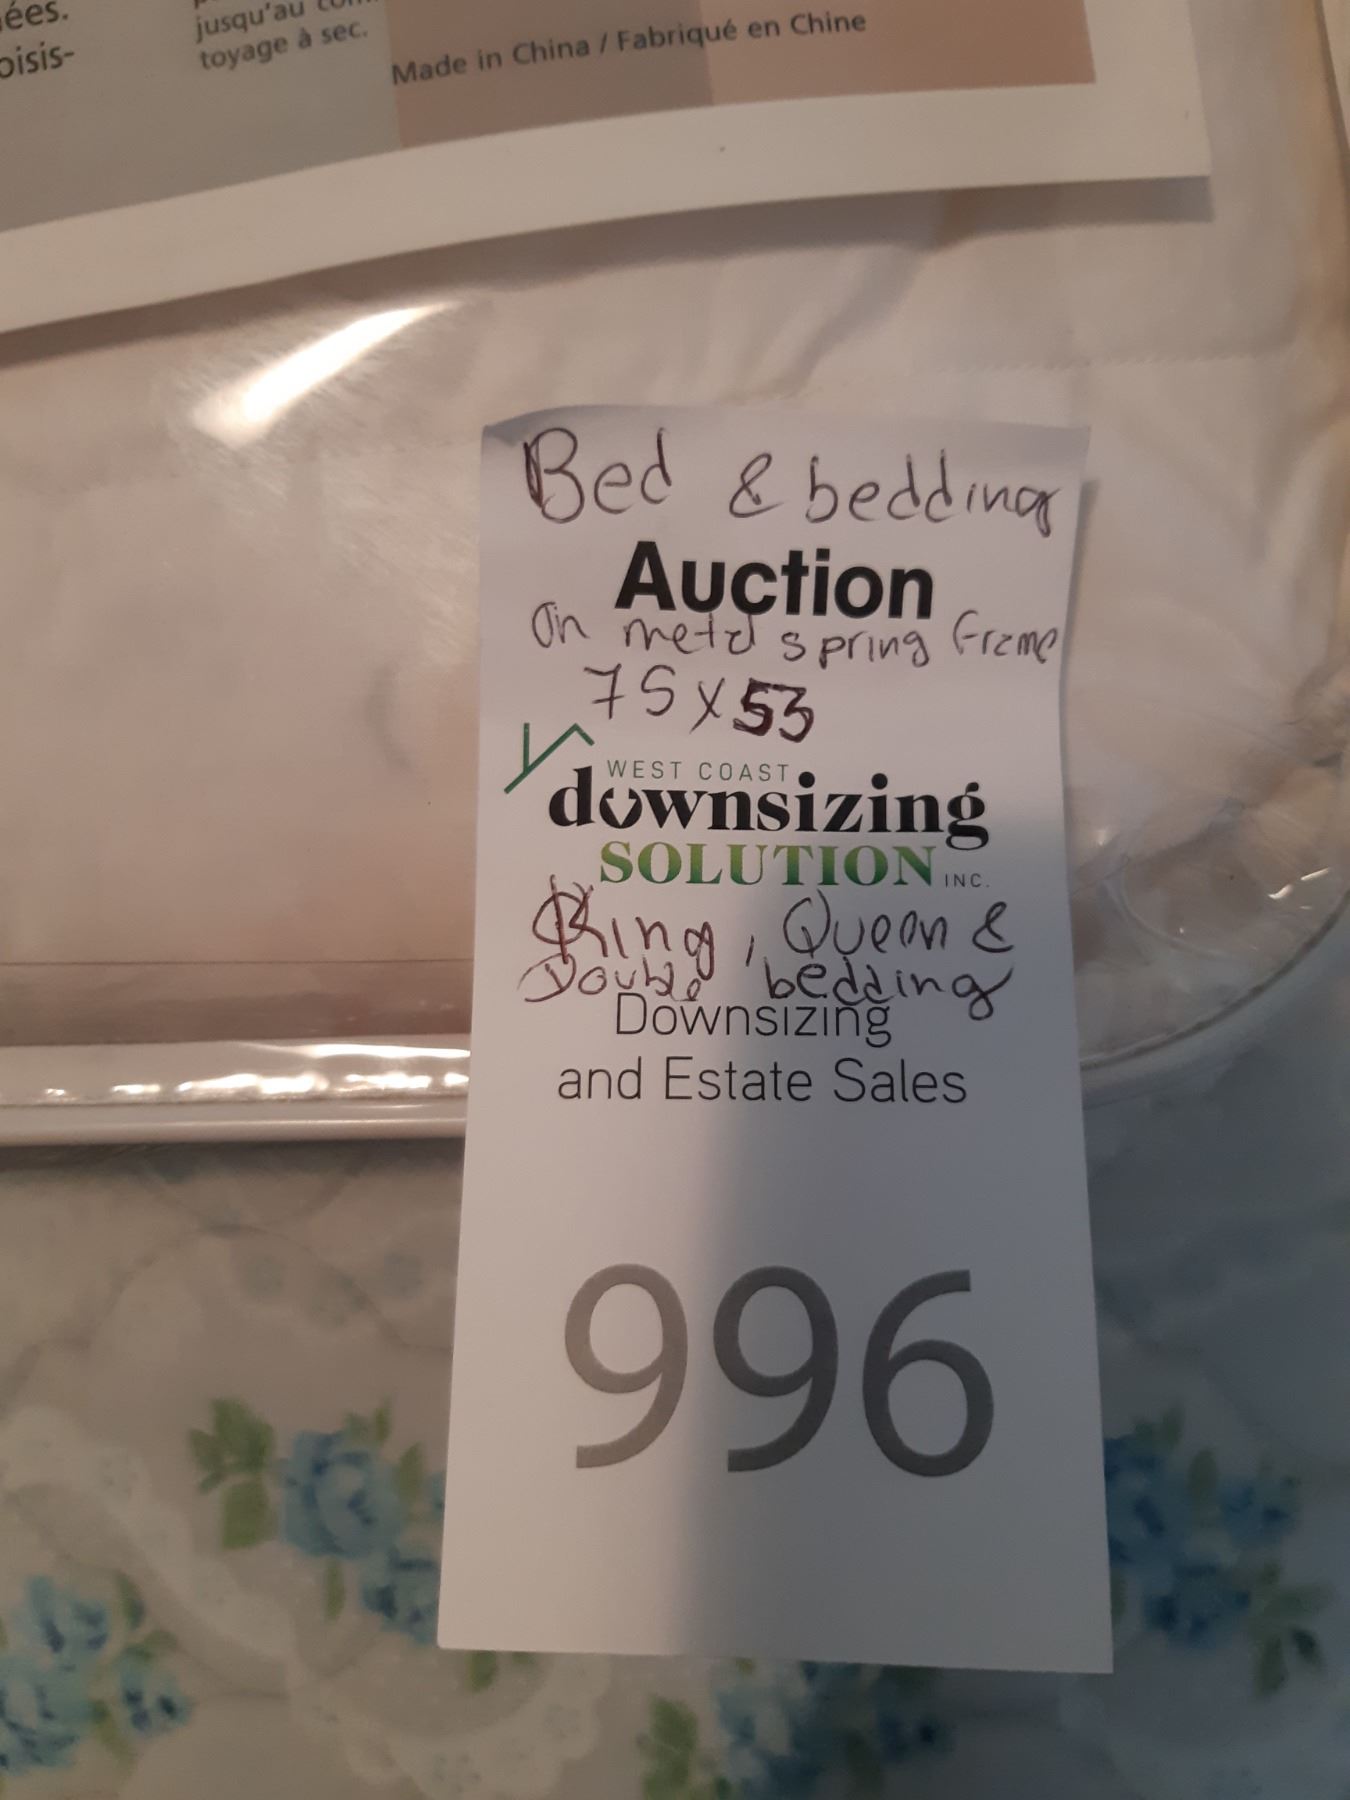 ées.
oisis-
jusqu'au
toyage à sec.
Made in China / Fabriqué en Chine
Bed & bedding
Auction
On metal spring Frame
75 x 53
WEST COAST
downsizing
SOLUTION INC.
King, Queen &
Double bedding
Downsizing
and Estate Sales
996